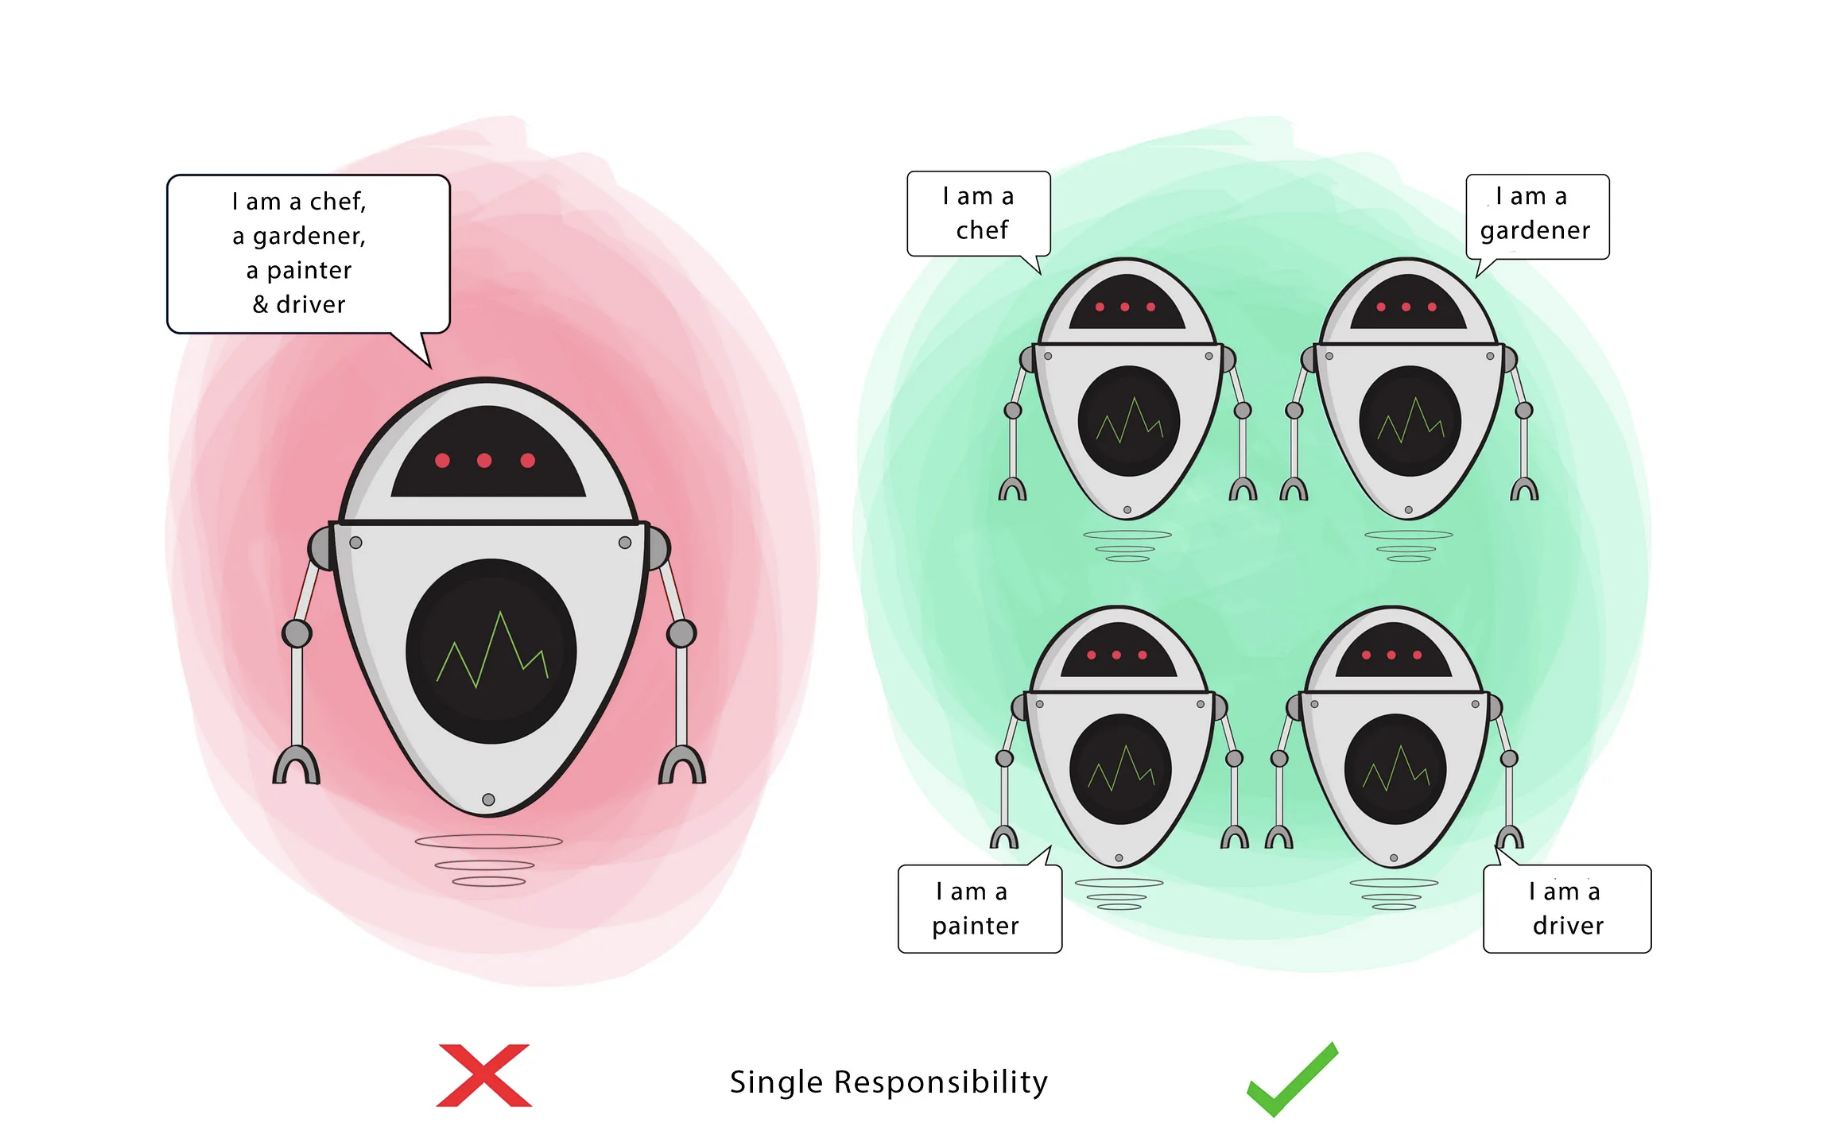 I am a chef,
a gardener,
a painter
& driver
I am a
chef
I am a
gardener
I am a
painter
I am a
driver
Single Responsibility